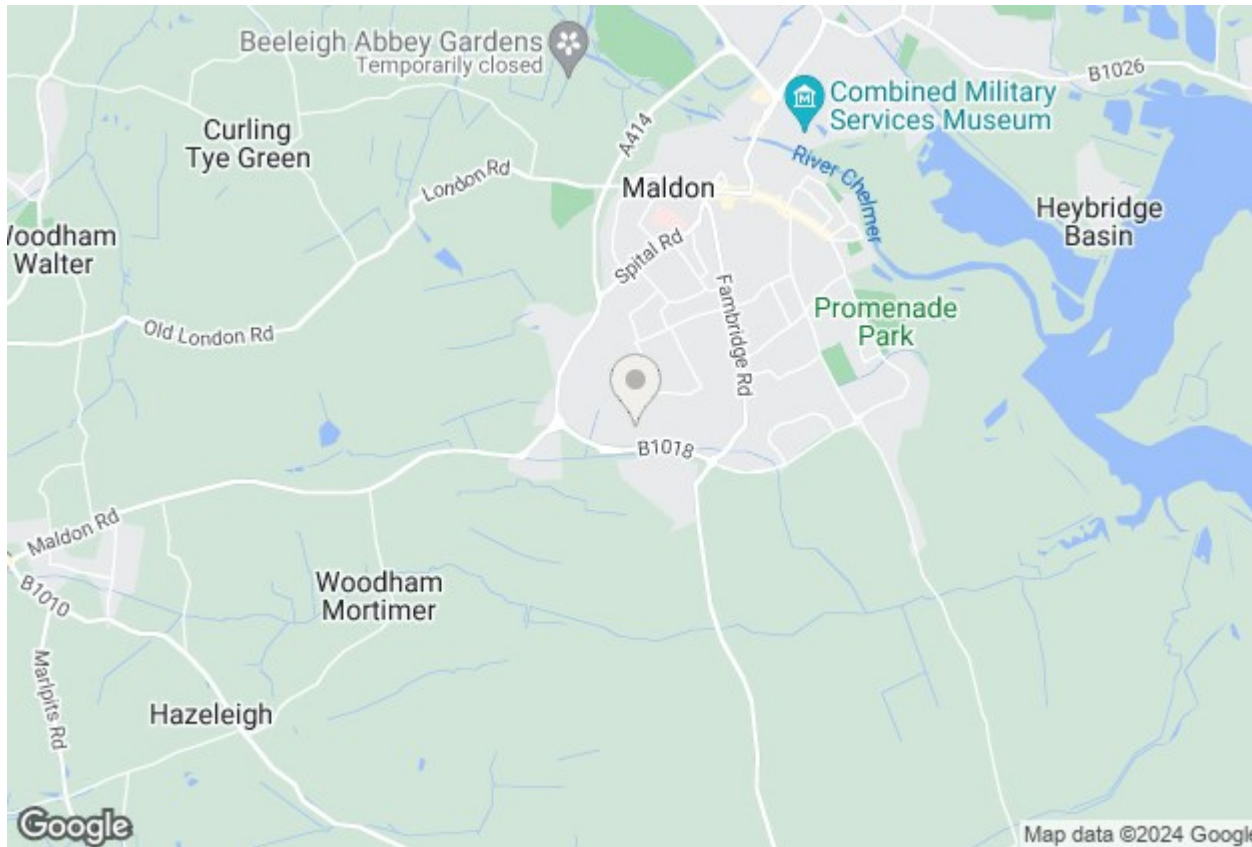 Beeleigh Abbey Gardens
Temporarily closed
B1026
Combined Military
Services Museum
Curling
Tye Green
A414
London Rd
River Chelmer
Maldon
Heybridge
Basin
Woodham
Walter
Spital Rd
Fambridge Rd
Promenade
Park
Old London Rd
B1018
Maldon Rd
B1010
Woodham
Mortimer
Marlpits Rd
Hazeleigh
Google
Map data ©2024 Google